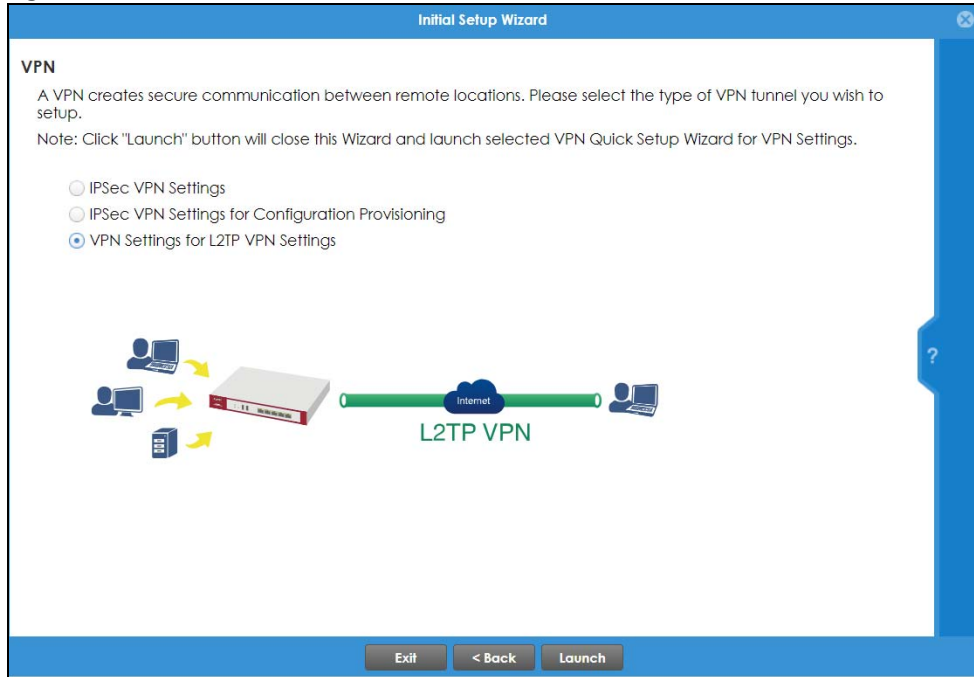 Initial Setup Wizard
VPN
A VPN creates secure communication between remote locations. Please select the type of VPN tunnel you wish to
setup.
Note: Click "Launch" button will close this Wizard and launch selected VPN Quick Setup Wizard for VPN Settings.
IPSec VPN Settings
IPSec VPN Settings for Configuration Provisioning
VPN Settings for L2TP VPN Settings
?
Internet
L2TP VPN
Exit
< Back
Launch